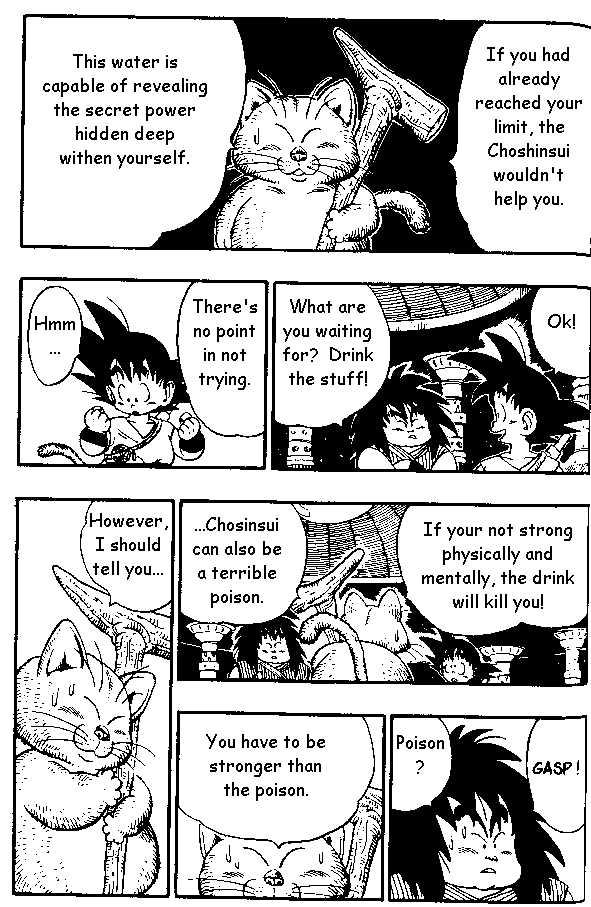 This water is
capable of revealing
the secret power
hidden deep
withen yourself.
If you had
already
reached your
limit, the
Choshinsui
wouldn't
help you.
Hmm
...
There's
no point
in not
trying.
What are
you waiting
for? Drink
the stuff!
Ok!
However,
I should
tell you...
...Chosinsui
can also be
a terrible
poison.
If your not strong
physically and
mentally, the drink
will kill you!
You have to be
stronger than
the poison.
Poison
?
GASP!